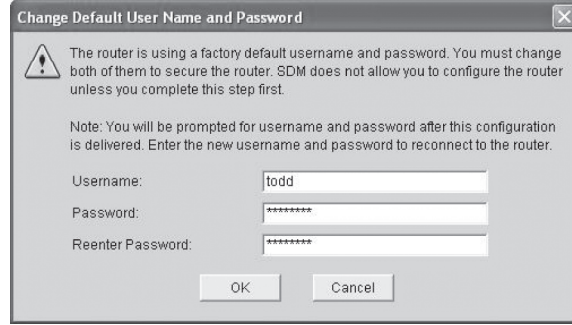 Change Default User Name and Password
The router is using a factory default username and password. You must change
both of them to secure the router. SDM does not allow you to configure the router
unless you complete this step first.
Note: You will be prompted for username and password after this configuration
is delivered. Enter the new username and password to reconnect to the router.
Username: todd
Password: ********
Reenter Password: ********
OK Cancel